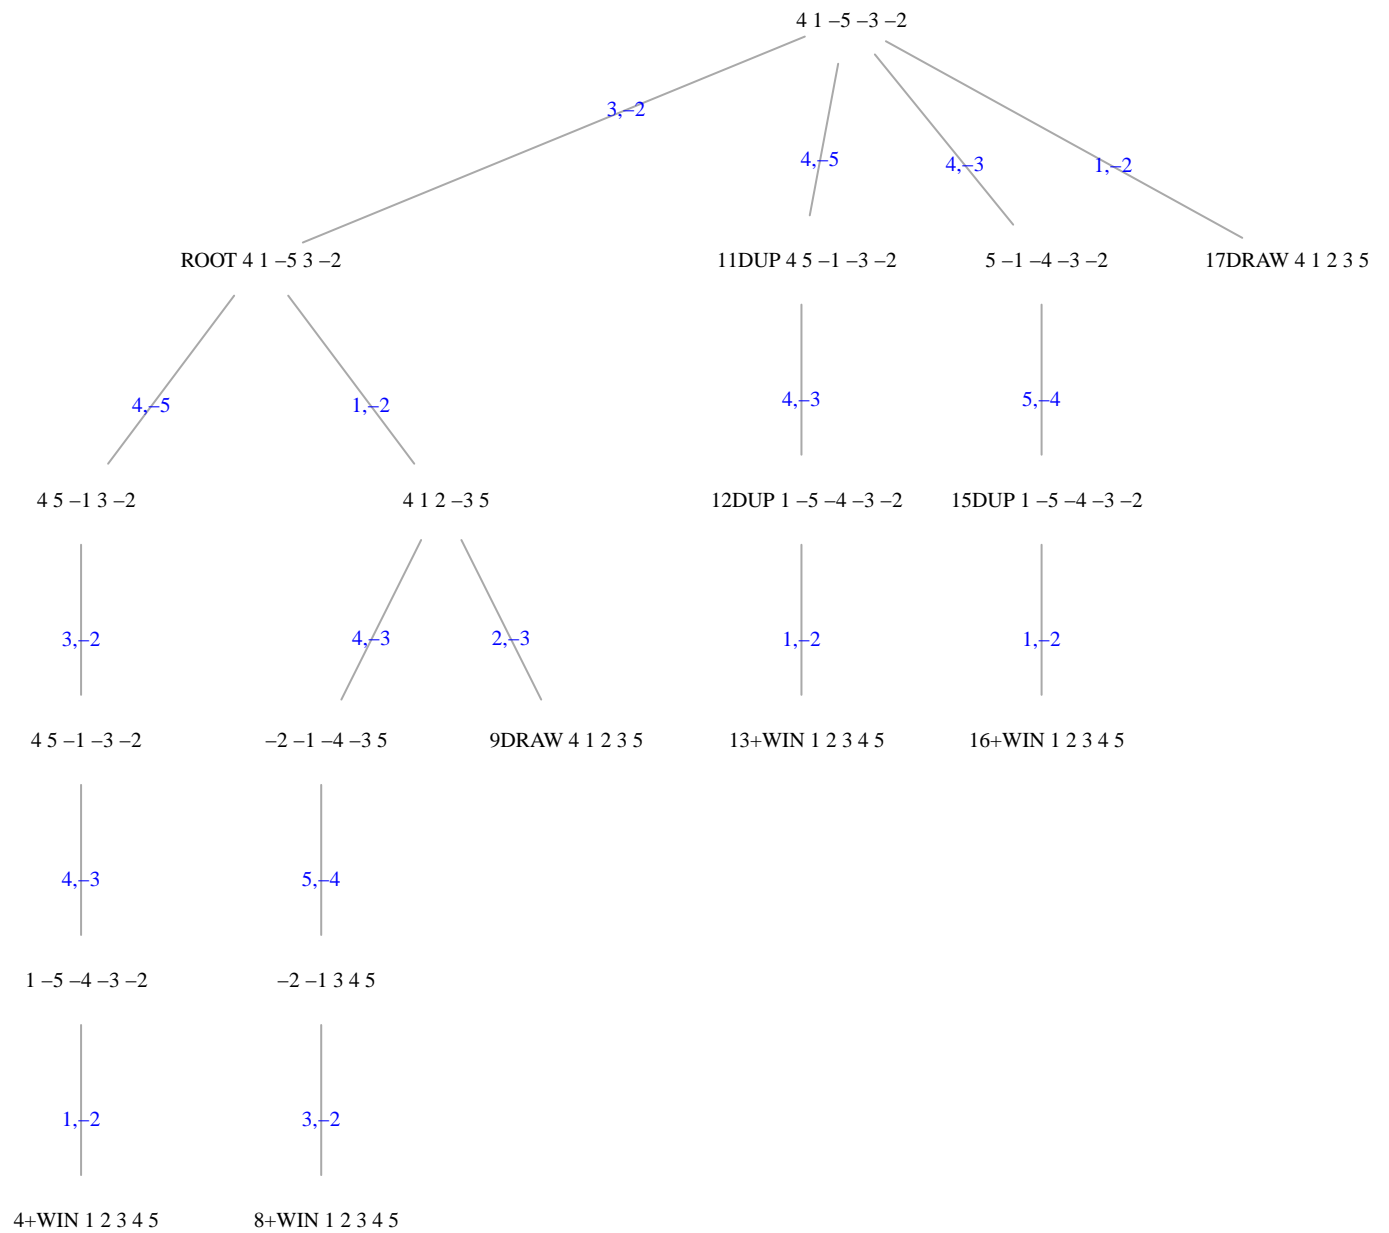 4 1 –5 –3 –2
3,–2
4,–5
4,–3
1,–2
ROOT 4 1 –5 3 –2
11DUP 4 5 –1 –3 –2
5 –1 –4 –3 –2
17DRAW 4 1 2 3 5
4,–5
1,–2
4,–3
5,–4
4 5 –1 3 –2
4 1 2 –3 5
12DUP 1 –5 –4 –3 –2
15DUP 1 –5 –4 –3 –2
3,–2
4,–3
2,–3
1,–2
1,–2
4 5 –1 –3 –2
–2 –1 –4 –3 5
9DRAW 4 1 2 3 5
13+WIN 1 2 3 4 5
16+WIN 1 2 3 4 5
4,–3
5,–4
1 –5 –4 –3 –2
–2 –1 3 4 5
1,–2
3,–2
4+WIN 1 2 3 4 5
8+WIN 1 2 3 4 5